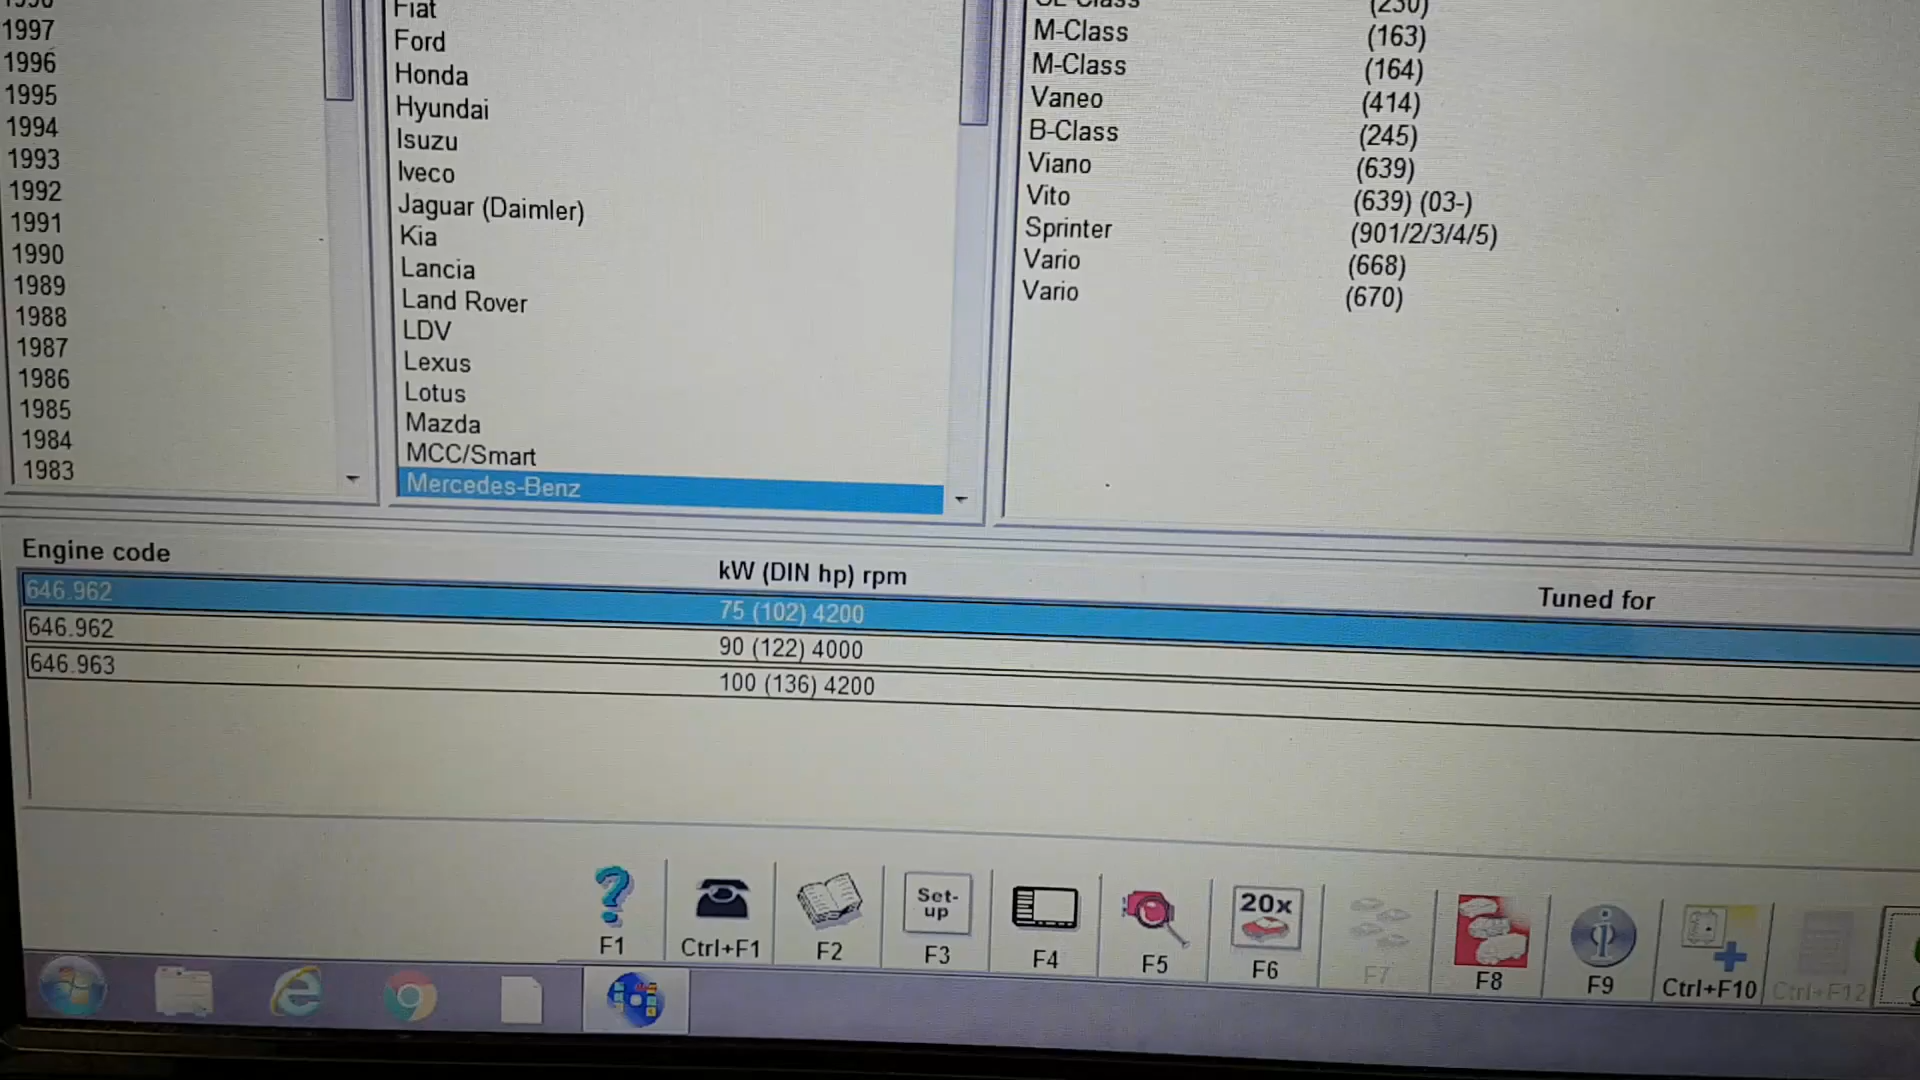 1997
1996
1995
1994
1993
1992
1991
1990
1989
1988
1987
1986
1985
1984
1983
Fiat
Ford
Honda
Hyundai
Isuzu
Iveco
Jaguar (Daimler)
Kia
Lancia
Land Rover
LDV
Lexus
Lotus
Mazda
MCC/Smart
Mercedes-Benz
(230)
M-Class (163)
M-Class (164)
Vaneo (414)
B-Class (245)
Viano (639)
Vito (639) (03-)
Sprinter (901/2/3/4/5)
Vario (668)
Vario (670)
Engine code kW (DIN hp) rpm Tuned for
646.962 75 (102) 4200
646.962 90 (122) 4000
646.963 100 (136) 4200
Set-
up
20x
F1 Ctrl+F1 F2 F3 F4 F5 F6 F7 F8 F9 Ctrl+F10 Ctrl+F12